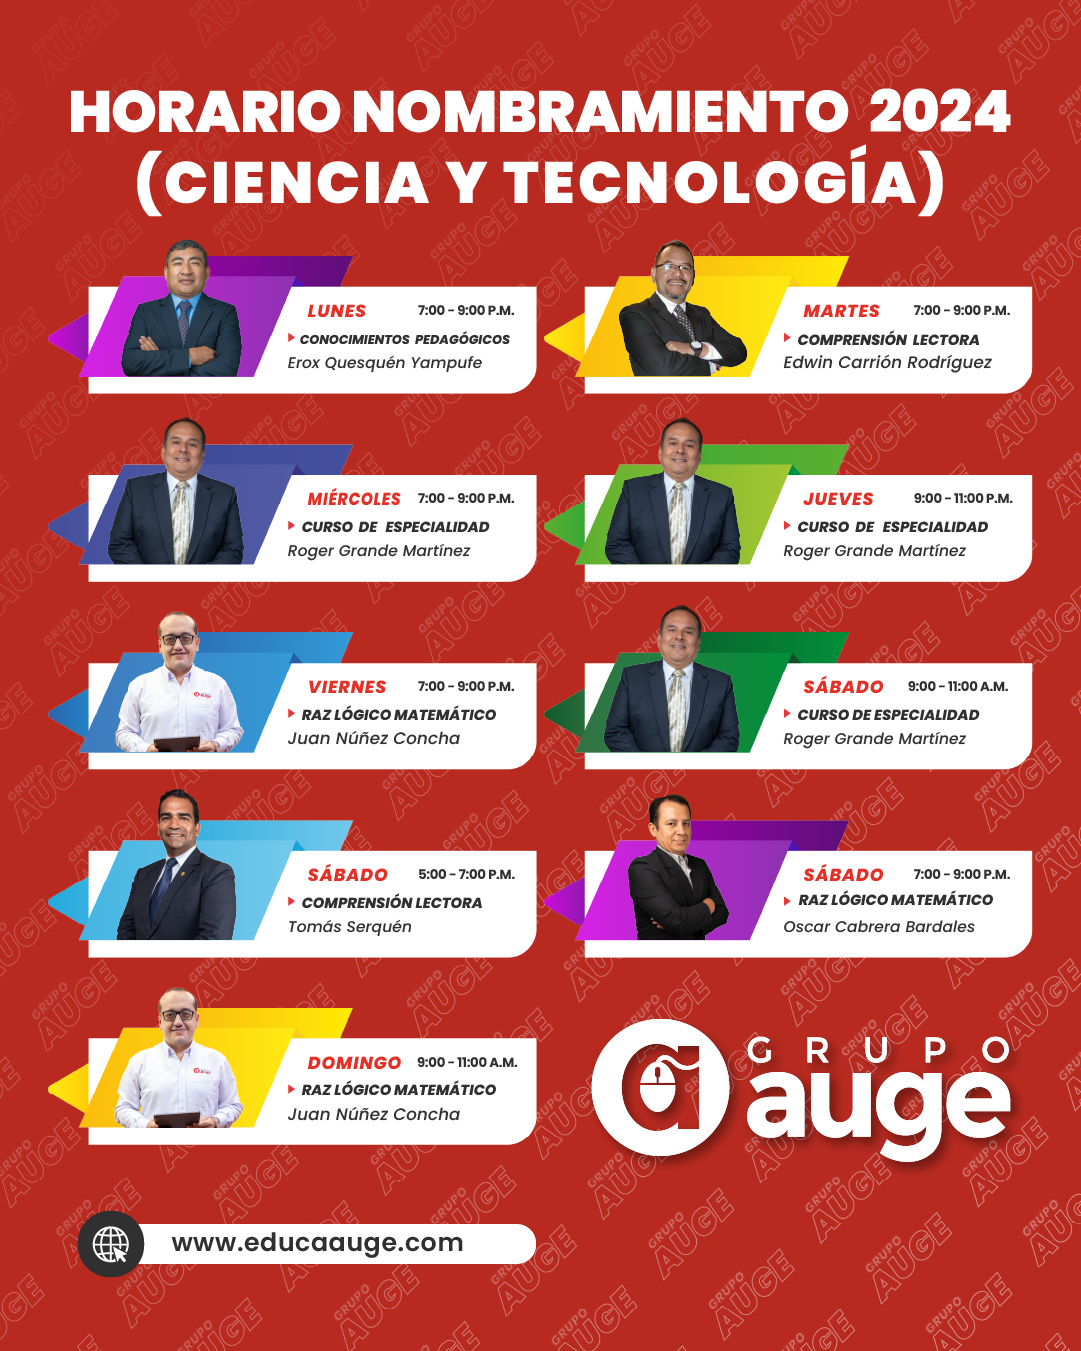 HORARIO NOMBRAMIENTO 2024
(CIENCIA Y TECNOLOGÍA)
LUNES 7:00 - 9:00 P.M.
CONOCIMIENTOS PEDAGÓGICOS
Erox Quesquén Yampufe
MARTES 7:00 - 9:00 P.M.
COMPRENSIÓN LECTORA
Edwin Carrión Rodríguez
MIÉRCOLES 7:00 - 9:00 P.M.
CURSO DE ESPECIALIDAD
Roger Grande Martínez
JUEVES 9:00 - 11:00 P.M.
CURSO DE ESPECIALIDAD
Roger Grande Martínez
VIERNES 7:00 - 9:00 P.M.
RAZ LÓGICO MATEMÁTICO
Juan Núñez Concha
SÁBADO 9:00 - 11:00 A.M.
CURSO DE ESPECIALIDAD
Roger Grande Martínez
SÁBADO 5:00 - 7:00 P.M.
COMPRENSIÓN LECTORA
Tomás Serquén
SÁBADO 7:00 - 9:00 P.M.
RAZ LÓGICO MATEMÁTICO
Oscar Cabrera Bardales
DOMINGO 9:00 - 11:00 A.M.
RAZ LÓGICO MATEMÁTICO
Juan Núñez Concha
GRUPO
auge
www.educaauge.com